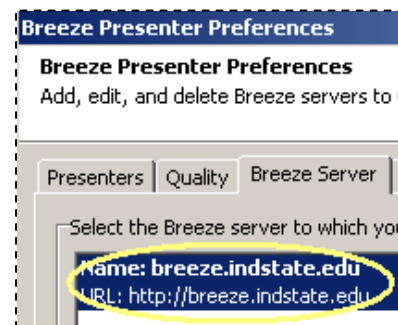 Breeze Presenter Preferences
Breeze Presenter Preferences
Add, edit, and delete Breeze servers to
Presenters Quality Breeze Server
Select the Breeze server to which you
Name: breeze.indstate.edu
URL: http://breeze.indstate.edu